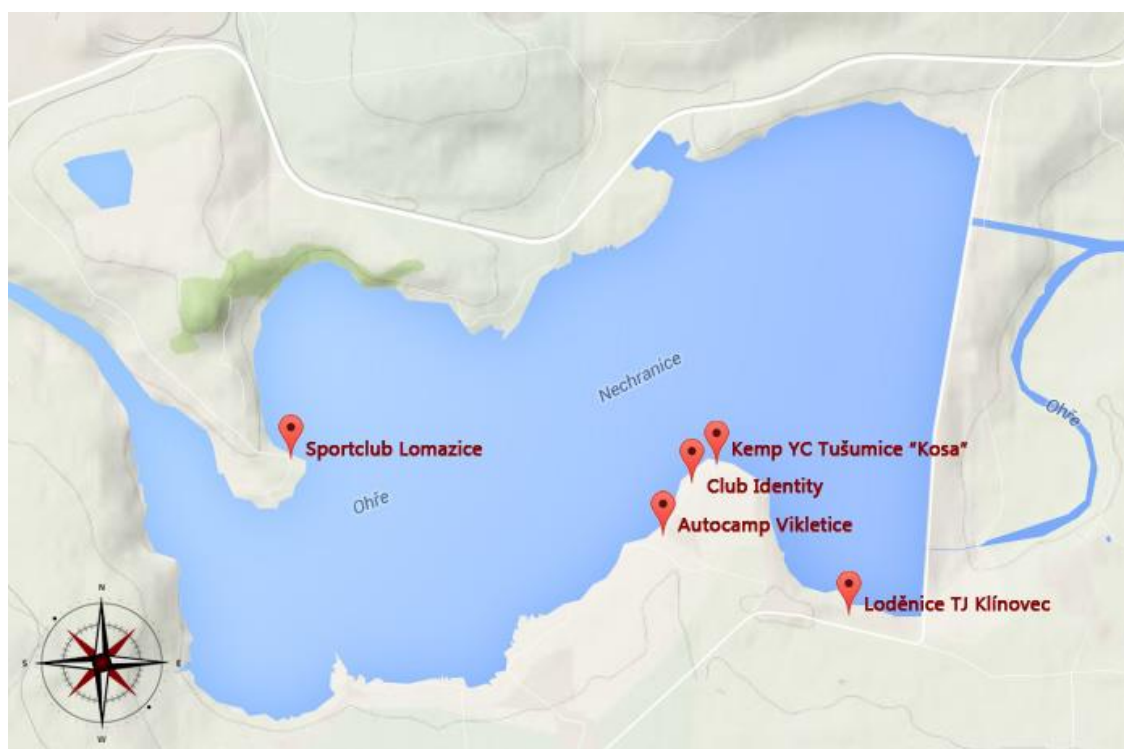 Nechranice
Ohře
Sportclub Lomazice
Kemp YC Tušumice "Kosa"
Club Identity
Ohře
Autocamp Vikletice
Loděnice TJ Klínovec
N
S
E
W